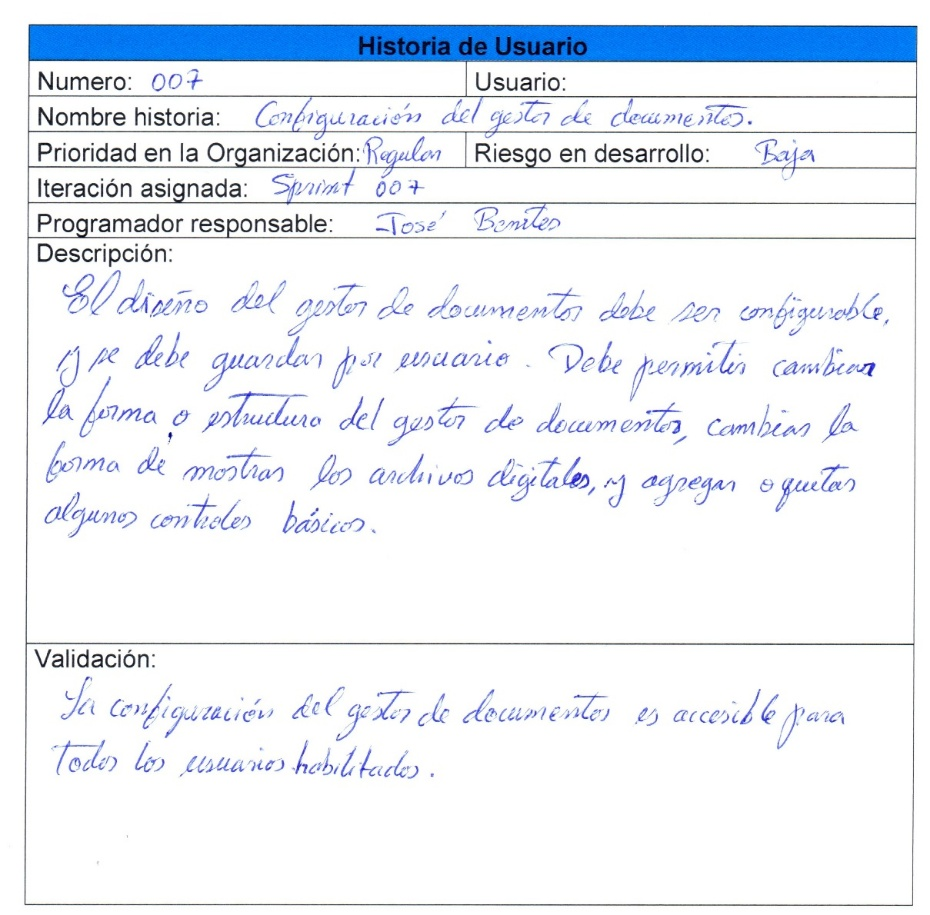 Historia de Usuario
Numero: 007 Usuario:
Nombre historia: Configuración del gestor de documentos.
Prioridad en la Organización: Regular Riesgo en desarrollo: Baja
Iteración asignada: Sprint 007
Programador responsable: José Benites
Descripción:
El diseño del gestor de documentos debe ser configurable,
y se debe guardar por usuario. Debe permitir cambiar
la forma o estructura del gestor de documentos, cambiar la
forma de mostrar los archivos digitales, y agregar o quitar
algunos controles básicos.
Validación:
La configuración del gestor de documentos es accesible para
todos los usuarios habilitados.